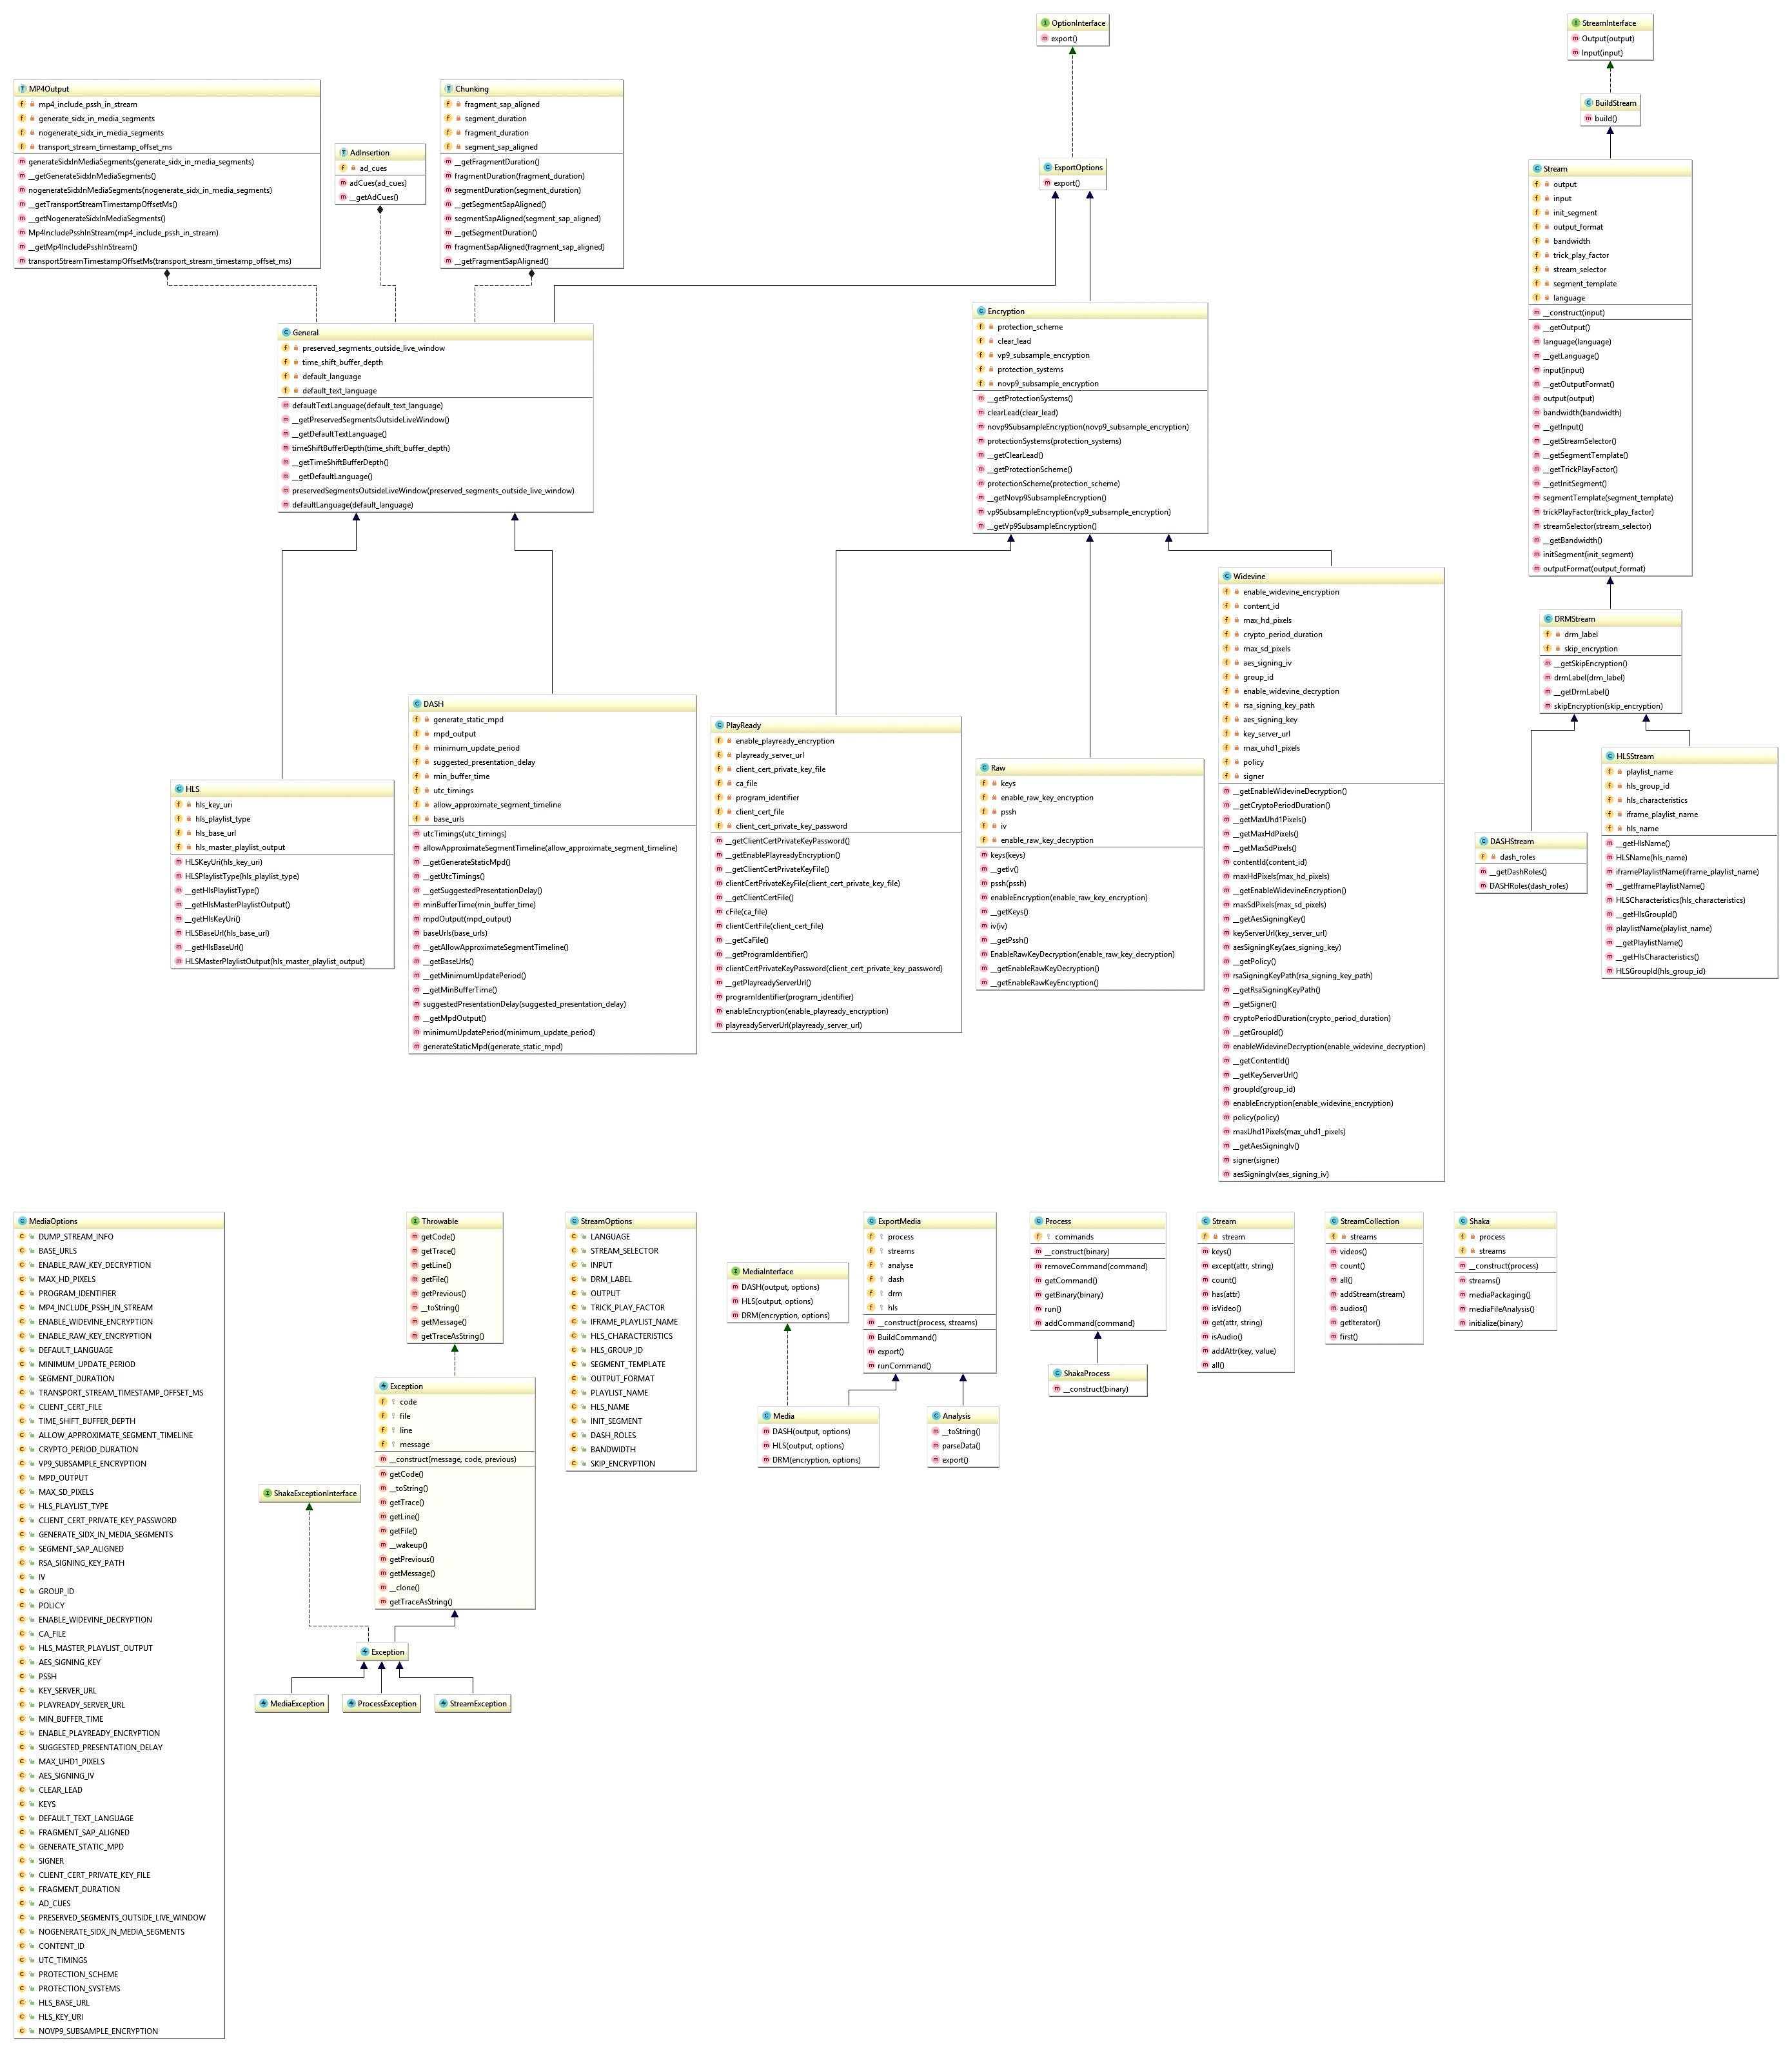 OptionInterface
export()
StreamInterface
Output(output)
Input(input)
MP4Output
mp4_include_pssh_in_stream
generate_sidx_in_media_segments
nogenerate_sidx_in_media_segments
transport_stream_timestamp_offset_ms
generateSidxInMediaSegments(generate_sidx_in_media_segments)
__getGenerateSidxInMediaSegments()
nogenerateSidxInMediaSegments(nogenerate_sidx_in_media_segments)
__getTransportStreamTimestampOffsetMs()
__getNogenerateSidxInMediaSegments()
Mp4IncludePsshInStream(mp4_include_pssh_in_stream)
__getMp4IncludePsshInStream()
transportStreamTimestampOffsetMs(transport_stream_timestamp_offset_ms)
AdInsertion
ad_cues
adCues(ad_cues)
__getAdCues()
Chunking
fragment_sap_aligned
segment_duration
fragment_duration
segment_sap_aligned
__getFragmentDuration()
fragmentDuration(fragment_duration)
segmentDuration(segment_duration)
__getSegmentSapAligned()
segmentSapAligned(segment_sap_aligned)
__getSegmentDuration()
fragmentSapAligned(fragment_sap_aligned)
__getFragmentSapAligned()
BuildStream
build()
ExportOptions
export()
Stream
output
input
init_segment
output_format
bandwidth
trick_play_factor
stream_selector
segment_template
language
__construct(input)
__getOutput()
language(language)
__getLanguage()
input(input)
__getOutputFormat()
output(output)
bandwidth(bandwidth)
__getInput()
__getStreamSelector()
__getSegmentTemplate()
__getTrickPlayFactor()
__getInitSegment()
segmentTemplate(segment_template)
trickPlayFactor(trick_play_factor)
streamSelector(stream_selector)
__getBandwidth()
initSegment(init_segment)
outputFormat(output_format)
General
preserved_segments_outside_live_window
time_shift_buffer_depth
default_language
default_text_language
defaultTextLanguage(default_text_language)
__getPreservedSegmentsOutsideLiveWindow()
__getDefaultTextLanguage()
timeShiftBufferDepth(time_shift_buffer_depth)
__getTimeShiftBufferDepth()
__getDefaultLanguage()
preservedSegmentsOutsideLiveWindow(preserved_segments_outside_live_window)
defaultLanguage(default_language)
Encryption
protection_scheme
clear_lead
vp9_subsample_encryption
protection_systems
novp9_subsample_encryption
__getProtectionSystems()
clearLead(clear_lead)
novp9SubsampleEncryption(novp9_subsample_encryption)
protectionSystems(protection_systems)
__getClearLead()
__getProtectionScheme()
protectionScheme(protection_scheme)
__getNovp9SubsampleEncryption()
vp9SubsampleEncryption(vp9_subsample_encryption)
__getVp9SubsampleEncryption()
Widevine
enable_widevine_encryption
content_id
max_hd_pixels
crypto_period_duration
max_sd_pixels
aes_signing_iv
group_id
enable_widevine_decryption
rsa_signing_key_path
aes_signing_key
key_server_url
max_uhd1_pixels
policy
signer
__getEnableWidevineDecryption()
__getCryptoPeriodDuration()
__getMaxUhd1Pixels()
__getMaxHdPixels()
__getMaxSdPixels()
contentId(content_id)
maxHdPixels(max_hd_pixels)
__getEnableWidevineEncryption()
maxSdPixels(max_sd_pixels)
__getAesSigningKey()
keyServerUrl(key_server_url)
aesSigningKey(aes_signing_key)
__getPolicy()
rsaSigningKeyPath(rsa_signing_key_path)
__getRsaSigningKeyPath()
__getSigner()
cryptoPeriodDuration(crypto_period_duration)
__getGroupId()
enableWidevineDecryption(enable_widevine_decryption)
__getContentId()
__getKeyServerUrl()
groupId(group_id)
enableEncryption(enable_widevine_encryption)
policy(policy)
maxUhd1Pixels(max_uhd1_pixels)
__getAesSigningIv()
signer(signer)
aesSigningIv(aes_signing_iv)
DRMStream
drm_label
skip_encryption
__getSkipEncryption()
drmLabel(drm_label)
__getDrmLabel()
skipEncryption(skip_encryption)
HLS
hls_key_uri
hls_playlist_type
hls_base_url
hls_master_playlist_output
HLSKeyUri(hls_key_uri)
HLSPlaylistType(hls_playlist_type)
__getHlsPlaylistType()
__getHlsMasterPlaylistOutput()
__getHlsKeyUri()
HLSBaseUrl(hls_base_url)
__getHlsBaseUrl()
HLSMasterPlaylistOutput(hls_master_playlist_output)
DASH
generate_static_mpd
mpd_output
minimum_update_period
suggested_presentation_delay
min_buffer_time
utc_timings
allow_approximate_segment_timeline
base_urls
utcTimings(utc_timings)
allowApproximateSegmentTimeline(allow_approximate_segment_timeline)
__getGenerateStaticMpd()
__getUtcTimings()
__getSuggestedPresentationDelay()
minBufferTime(min_buffer_time)
mpdOutput(mpd_output)
baseUrls(base_urls)
__getAllowApproximateSegmentTimeline()
__getBaseUrls()
__getMinimumUpdatePeriod()
__getMinBufferTime()
suggestedPresentationDelay(suggested_presentation_delay)
__getMpdOutput()
minimumUpdatePeriod(minimum_update_period)
generateStaticMpd(generate_static_mpd)
PlayReady
enable_playready_encryption
playready_server_url
client_cert_private_key_file
ca_file
program_identifier
client_cert_file
client_cert_private_key_password
__getClientCertPrivateKeyPassword()
__getEnablePlayreadyEncryption()
__getClientCertPrivateKeyFile()
clientCertPrivateKeyFile(client_cert_private_key_file)
__getClientCertFile()
cFile(ca_file)
clientCertFile(client_cert_file)
__getCaFile()
__getProgramIdentifier()
clientCertPrivateKeyPassword(client_cert_private_key_password)
__getPlayreadyServerUrl()
programIdentifier(program_identifier)
enableEncryption(enable_playready_encryption)
playreadyServerUrl(playready_server_url)
Raw
keys
enable_raw_key_encryption
pssh
iv
enable_raw_key_decryption
keys(keys)
__getIv()
pssh(pssh)
enableEncryption(enable_raw_key_encryption)
__getKeys()
iv(iv)
__getPssh()
EnableRawKeyDecryption(enable_raw_key_decryption)
__getEnableRawKeyDecryption()
__getEnableRawKeyEncryption()
DASHStream
dash_roles
__getDashRoles()
DASHRoles(dash_roles)
HLSStream
playlist_name
hls_group_id
hls_characteristics
iframe_playlist_name
hls_name
__getHlsName()
HLSName(hls_name)
iframePlaylistName(iframe_playlist_name)
__getIframePlaylistName()
HLSCharacteristics(hls_characteristics)
__getHlsGroupId()
playlistName(playlist_name)
__getPlaylistName()
__getHlsCharacteristics()
HLSGroupId(hls_group_id)
MediaOptions
DUMP_STREAM_INFO
BASE_URLS
ENABLE_RAW_KEY_DECRYPTION
MAX_HD_PIXELS
PROGRAM_IDENTIFIER
MP4_INCLUDE_PSSH_IN_STREAM
ENABLE_WIDEVINE_ENCRYPTION
ENABLE_RAW_KEY_ENCRYPTION
DEFAULT_LANGUAGE
MINIMUM_UPDATE_PERIOD
SEGMENT_DURATION
TRANSPORT_STREAM_TIMESTAMP_OFFSET_MS
CLIENT_CERT_FILE
TIME_SHIFT_BUFFER_DEPTH
ALLOW_APPROXIMATE_SEGMENT_TIMELINE
CRYPTO_PERIOD_DURATION
VP9_SUBSAMPLE_ENCRYPTION
MPD_OUTPUT
MAX_SD_PIXELS
HLS_PLAYLIST_TYPE
CLIENT_CERT_PRIVATE_KEY_PASSWORD
GENERATE_SIDX_IN_MEDIA_SEGMENTS
SEGMENT_SAP_ALIGNED
RSA_SIGNING_KEY_PATH
IV
GROUP_ID
POLICY
ENABLE_WIDEVINE_DECRYPTION
CA_FILE
HLS_MASTER_PLAYLIST_OUTPUT
AES_SIGNING_KEY
PSSH
KEY_SERVER_URL
PLAYREADY_SERVER_URL
MIN_BUFFER_TIME
ENABLE_PLAYREADY_ENCRYPTION
SUGGESTED_PRESENTATION_DELAY
MAX_UHD1_PIXELS
AES_SIGNING_IV
CLEAR_LEAD
KEYS
DEFAULT_TEXT_LANGUAGE
FRAGMENT_SAP_ALIGNED
GENERATE_STATIC_MPD
SIGNER
CLIENT_CERT_PRIVATE_KEY_FILE
FRAGMENT_DURATION
AD_CUES
PRESERVED_SEGMENTS_OUTSIDE_LIVE_WINDOW
NOGENERATE_SIDX_IN_MEDIA_SEGMENTS
CONTENT_ID
UTC_TIMINGS
PROTECTION_SCHEME
PROTECTION_SYSTEMS
HLS_BASE_URL
HLS_KEY_URI
NOVP9_SUBSAMPLE_ENCRYPTION
Throwable
getCode()
getTrace()
getLine()
getFile()
getPrevious()
__toString()
getMessage()
getTraceAsString()
Exception
code
file
line
message
__construct(message, code, previous)
getCode()
__toString()
getTrace()
getLine()
getFile()
__wakeup()
getPrevious()
getMessage()
__clone()
getTraceAsString()
ShakaExceptionInterface
Exception
MediaException
ProcessException
StreamException
StreamOptions
LANGUAGE
STREAM_SELECTOR
INPUT
DRM_LABEL
OUTPUT
TRICK_PLAY_FACTOR
IFRAME_PLAYLIST_NAME
HLS_CHARACTERISTICS
HLS_GROUP_ID
SEGMENT_TEMPLATE
OUTPUT_FORMAT
PLAYLIST_NAME
HLS_NAME
INIT_SEGMENT
DASH_ROLES
BANDWIDTH
SKIP_ENCRYPTION
MediaInterface
DASH(output, options)
HLS(output, options)
DRM(encryption, options)
ExportMedia
process
streams
analyse
dash
drm
hls
__construct(process, streams)
BuildCommand()
export()
runCommand()
Media
DASH(output, options)
HLS(output, options)
DRM(encryption, options)
Analysis
__toString()
parseData()
export()
Process
commands
__construct(binary)
removeCommand(command)
getCommand()
getBinary(binary)
run()
addCommand(command)
ShakaProcess
__construct(binary)
Stream
stream
keys()
except(attr, string)
count()
has(attr)
isVideo()
get(attr, string)
isAudio()
addAttr(key, value)
all()
StreamCollection
streams
videos()
count()
all()
addStream(stream)
audios()
getIterator()
first()
Shaka
process
streams
__construct(process)
streams()
mediaPackaging()
mediaFileAnalysis()
initialize(binary)